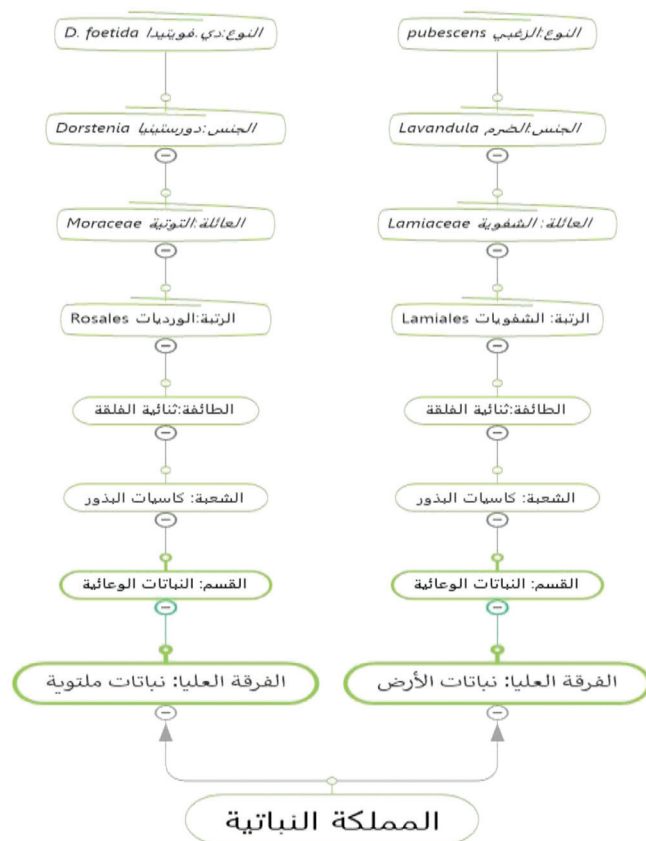 النوع:دي.فويتيدا D. foetida
النوع:الزغبي pubescens
الجنس:دورستينيا Dorstenia
الجنس:الضرم Lavandula
العائلة:التوتية Moraceae
العائلة: الشفوية Lamiaceae
الرتبة:الورديات Rosales
الرتبة: الشفويات Lamiales
الطائفة:ثنائية الفلقة
الطائفة:ثنائية الفلقة
الشعبة: كاسيات البذور
الشعبة: كاسيات البذور
القسم: النباتات الوعائية
القسم: النباتات الوعائية
الفرقة العليا: نباتات ملتوية
الفرقة العليا: نباتات الأرض
المملكة النباتية